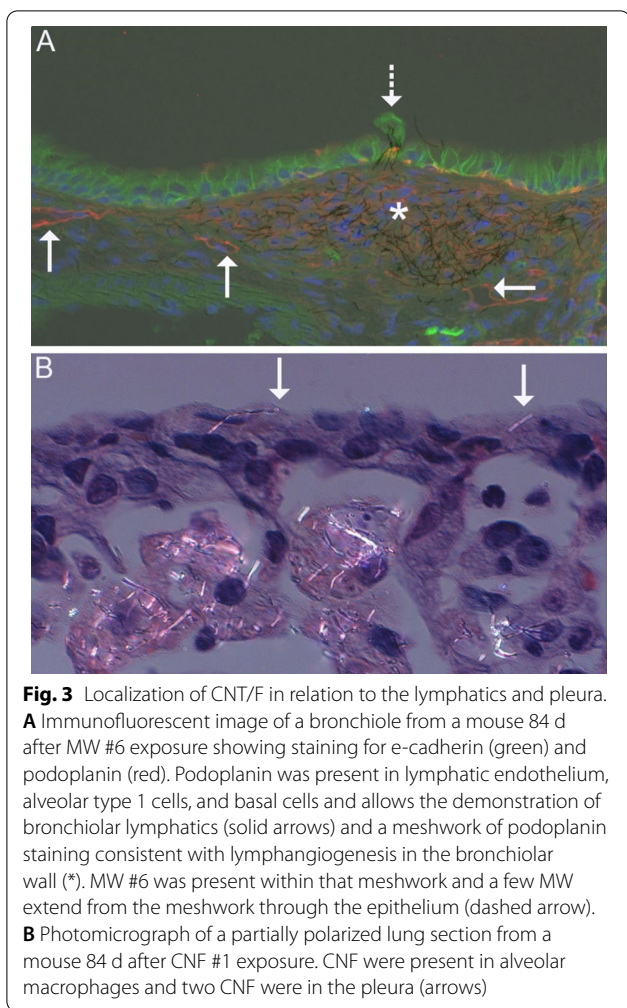 A
*
B
Fig. 3 Localization of CNT/F in relation to the lymphatics and pleura.
A Immunofluorescent image of a bronchiole from a mouse 84 d
after MW #6 exposure showing staining for e-cadherin (green) and
podoplanin (red). Podoplanin was present in lymphatic endothelium,
alveolar type 1 cells, and basal cells and allows the demonstration of
bronchiolar lymphatics (solid arrows) and a meshwork of podoplanin
staining consistent with lymphangiogenesis in the bronchiolar
wall (*). MW #6 was present within that meshwork and a few MW
extend from the meshwork through the epithelium (dashed arrow).
B Photomicrograph of a partially polarized lung section from a
mouse 84 d after CNF #1 exposure. CNF were present in alveolar
macrophages and two CNF were in the pleura (arrows)